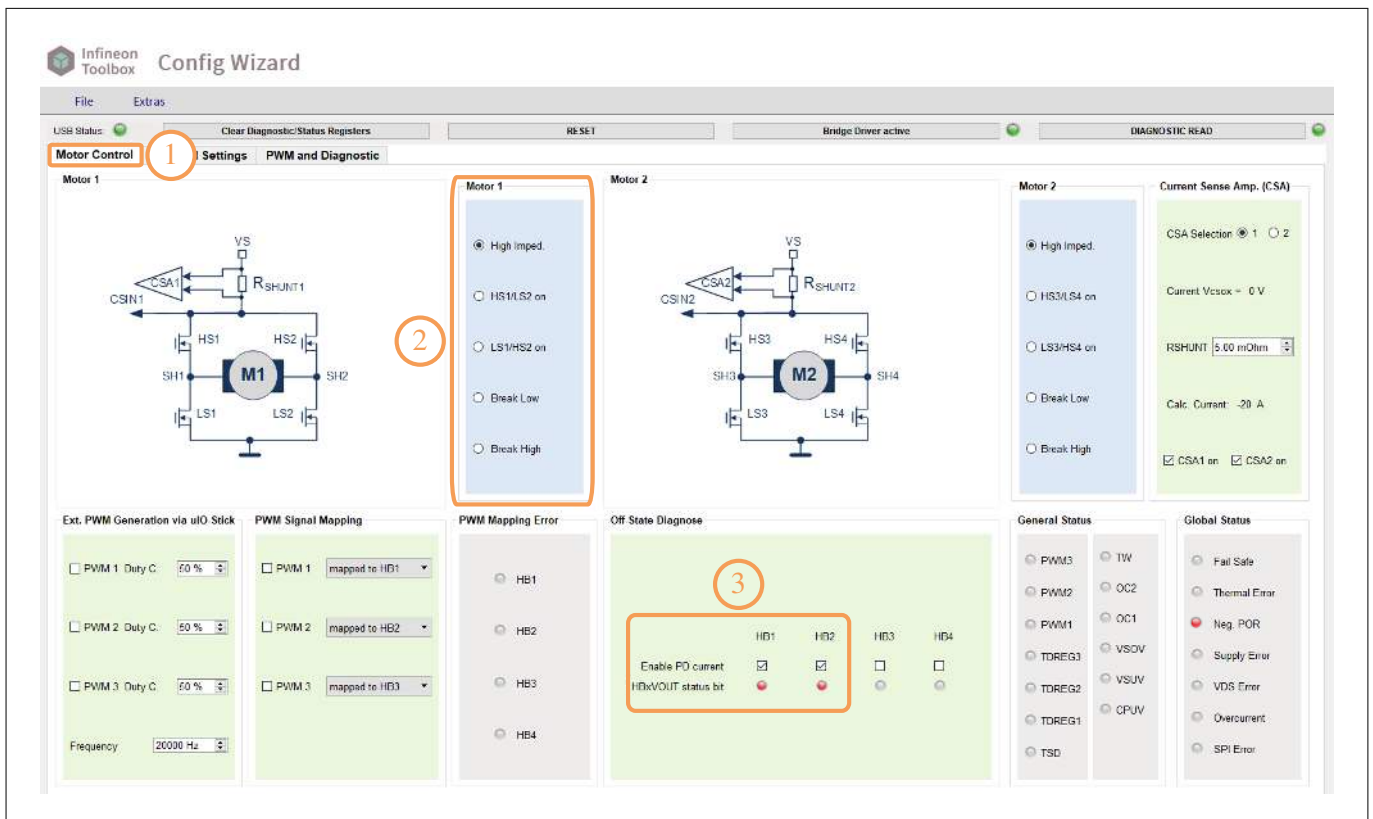 Infineon
Toolbox
Config Wizard
File Extras
USB Status: Clear Diagnostic/Status Registers RESET Bridge Driver active DIAGNOSTIC READ
Motor Control 1 Settings PWM and Diagnostic
Motor 1
VS
CSA1
RSHUNT1
CSIN1
HS1 HS2
SH1 M1 SH2
LS1 LS2
2
Motor 1
High Imped.
HS1/LS2 on
LS1/HS2 on
Break Low
Break High
Motor 2
VS
CSA2
RSHUNT2
CSIN2
HS3 HS4
SH3 M2 SH4
LS3 LS4
Motor 2
High Imped.
HS3/LS4 on
LS3/HS4 on
Break Low
Break High
Current Sense Amp. (CSA)
CSA Selection 1 2
Current Vcsox = 0 V
RSHUNT 5.00 mOhm
Calc. Current: -20 A
CSA1 on CSA2 on
Ext. PWM Generation via uIO Stick
PWM 1 Duty C. 50 %
PWM 2 Duty C. 50 %
PWM 3 Duty C. 50 %
Frequency 20000 Hz
PWM Signal Mapping
PWM 1 mapped to HB1
PWM 2 mapped to HB2
PWM 3 mapped to HB3
PWM Mapping Error
HB1
HB2
HB3
HB4
Off State Diagnose
3
HB1 HB2 HB3 HB4
Enable PD current
HBxVOUT status bit
General Status
PWM3 TW
PWM2 OC2
PWM1 OC1
TDREG3 VSOV
TDREG2 VSUV
TDREG1 CPUV
TSD
Global Status
Fail Safe
Thermal Error
Neg. POR
Supply Error
VDS Error
Overcurrent
SPI Error